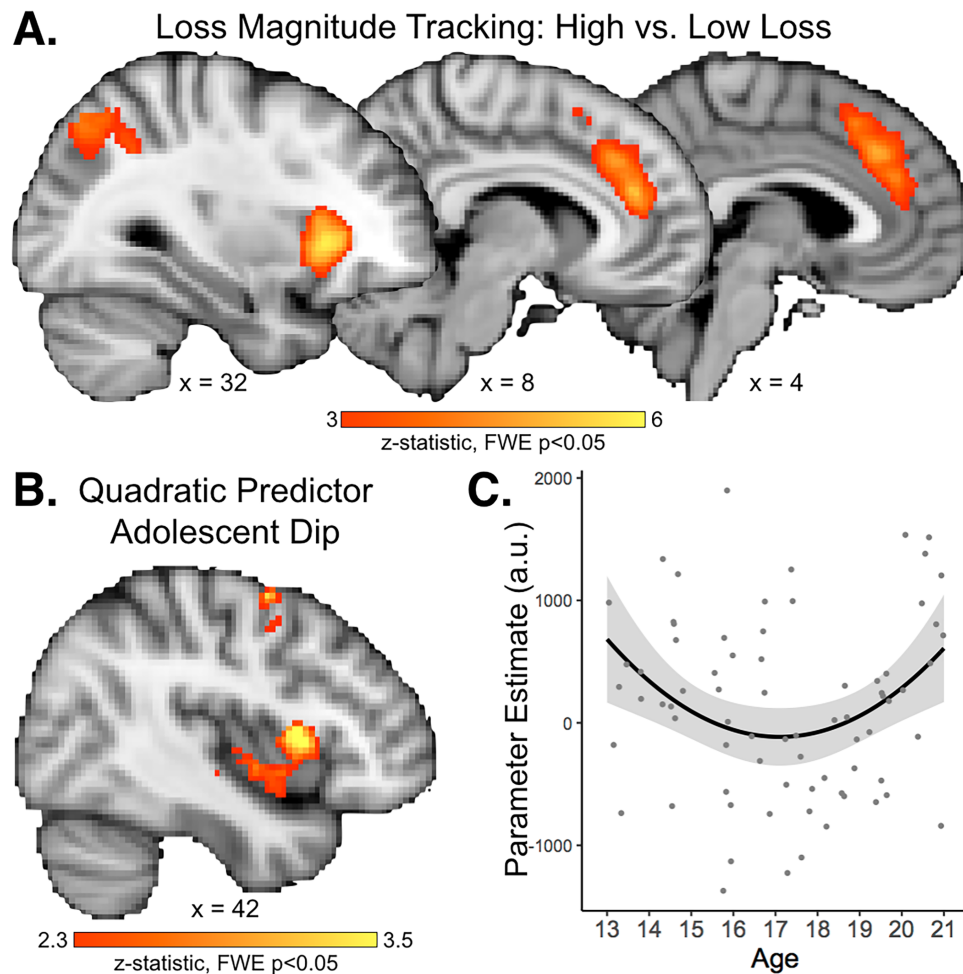 A. Loss Magnitude Tracking: High vs. Low Loss
x = 32 x = 8 x = 4
3 6
z-statistic, FWE p<0.05
B. Quadratic Predictor
Adolescent Dip
x = 42
2.3 3.5
z-statistic, FWE p<0.05
C.
Parameter Estimate (a.u.)
2000
1000
0
-1000
13 14 15 16 17 18 19 20 21
Age